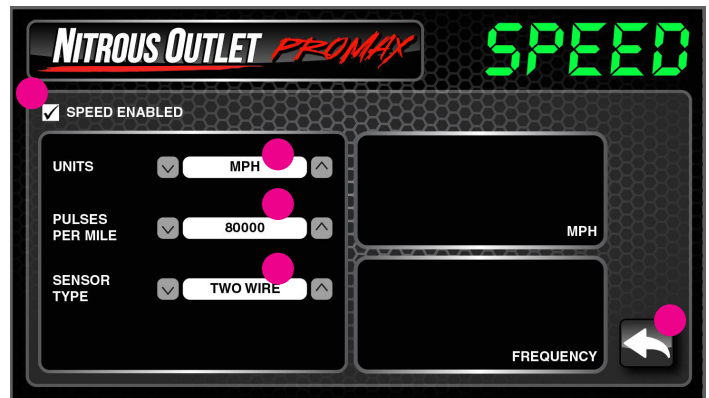 NITROUS OUTLET PROMAX
SPEED
SPEED ENABLED
UNITS
MPH
PULSES
PER MILE
80000
SENSOR
TYPE
TWO WIRE
MPH
FREQUENCY